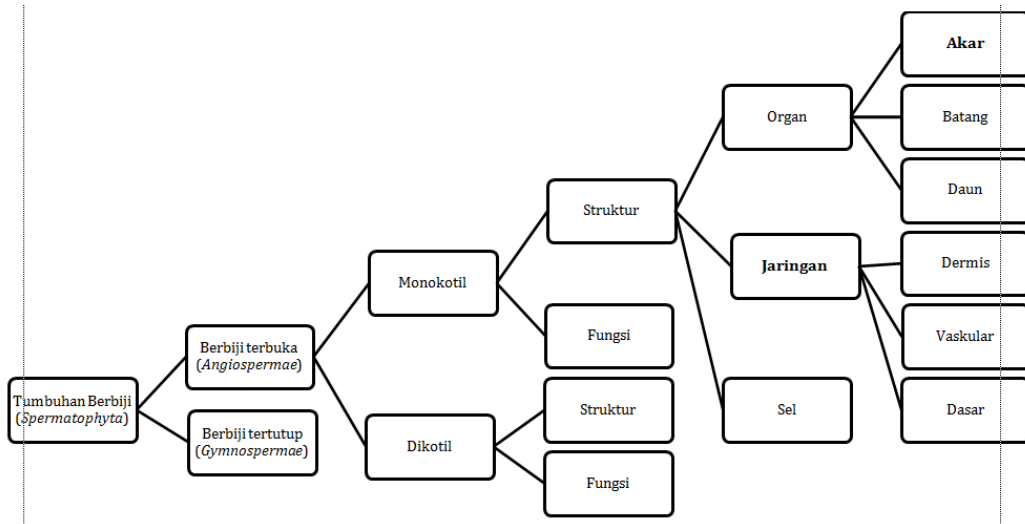 Tumbuhan Berbiji
(Spermatophyta)
Berbiji terbuka
(Angiospermae)
Berbiji tertutup
(Gymnospermae)
Monokotil
Dikotil
Struktur
Fungsi
Struktur
Fungsi
Organ
Jaringan
Sel
Akar
Batang
Daun
Dermis
Vaskular
Dasar